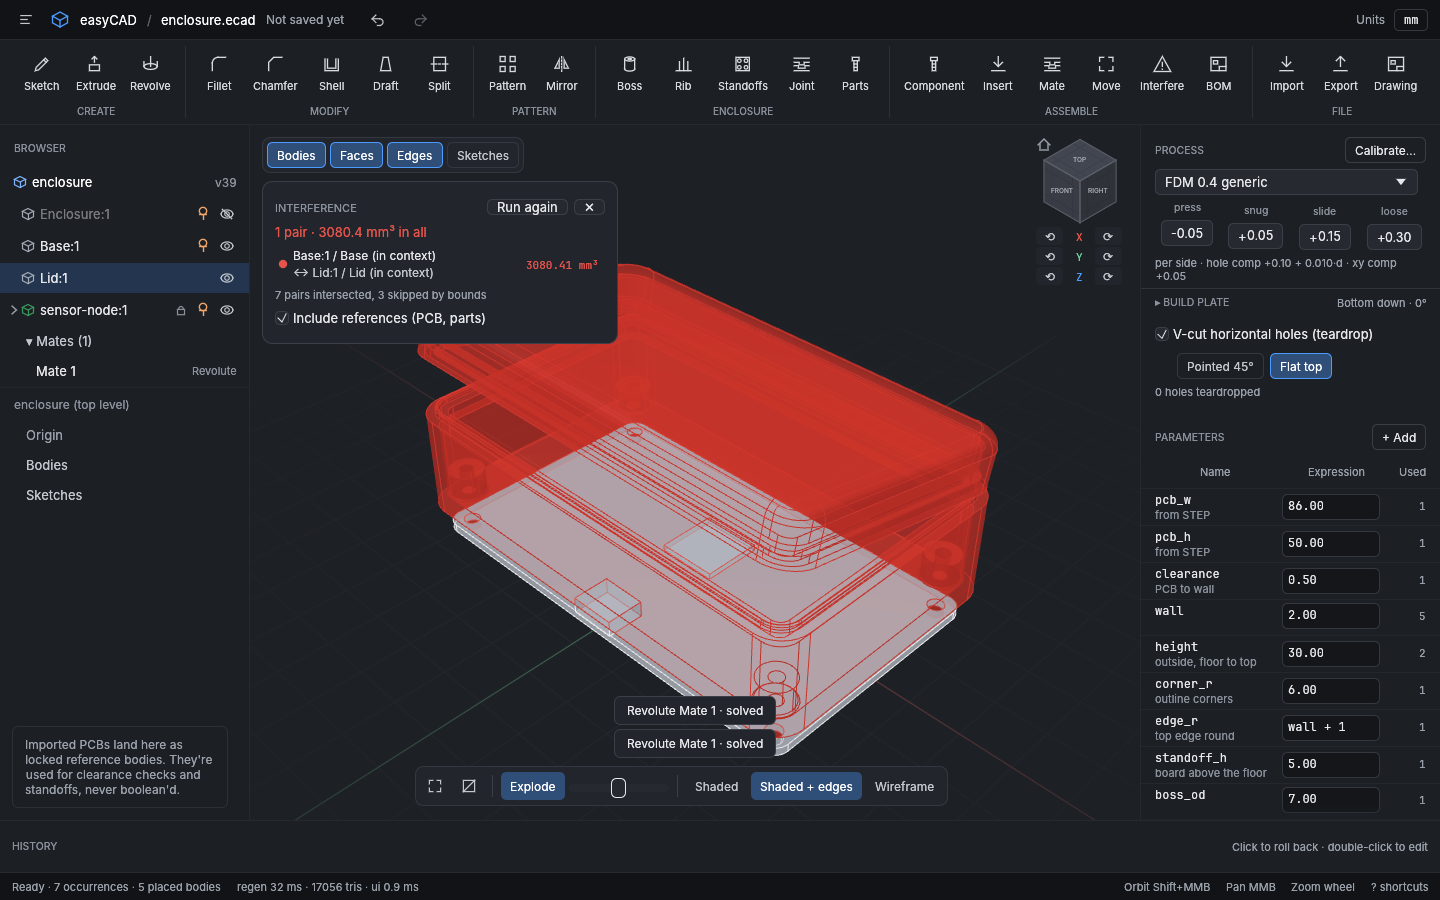 easyCAD / enclosure.ecad Not saved yet
Units mm
Sketch Extrude Revolve Fillet Chamfer Shell Draft Split Pattern Mirror Boss Rib Standoffs Joint Parts Component Insert Mate Move Interfere BOM Import Export Drawing
CREATE MODIFY PATTERN ENCLOSURE ASSEMBLE FILE
BROWSER
enclosure v39
Enclosure:1
Base:1
Lid:1
sensor-node:1
▾ Mates (1)
Mate 1 Revolute
enclosure (top level)
Origin
Bodies
Sketches
Imported PCBs land here as
locked reference bodies. They're
used for clearance checks and
standoffs, never boolean'd.
Bodies Faces Edges Sketches
INTERFERENCE Run again ×
1 pair · 3080.4 mm³ in all
Base:1 / Base (in context)
↔ Lid:1 / Lid (in context)
3080.41 mm³
7 pairs intersected, 3 skipped by bounds
Include references (PCB, parts)
TOP
FRONT RIGHT
⟲ X ⟳
⟲ Y ⟳
⟲ Z ⟳
Revolute Mate 1 · solved
Revolute Mate 1 · solved
Explode Shaded Shaded + edges Wireframe
PROCESS Calibrate...
FDM 0.4 generic
press snug slide loose
-0.05 +0.05 +0.15 +0.30
per side · hole comp +0.10 + 0.010·d · xy comp
+0.05
▸ BUILD PLATE Bottom down · 0°
V-cut horizontal holes (teardrop)
Pointed 45° Flat top
0 holes teardropped
PARAMETERS + Add
Name Expression Used
pcb_w 86.00 1
from STEP
pcb_h 50.00 1
from STEP
clearance 0.50 1
PCB to wall
wall 2.00 5
height 30.00 2
outside, floor to top
corner_r 6.00 1
outline corners
edge_r wall + 1 1
top edge round
standoff_h 5.00 1
board above the floor
boss_od 7.00 1
HISTORY Click to roll back · double-click to edit
Ready · 7 occurrences · 5 placed bodies regen 32 ms · 17056 tris · ui 0.9 ms
Orbit Shift+MMB Pan MMB Zoom wheel ? shortcuts